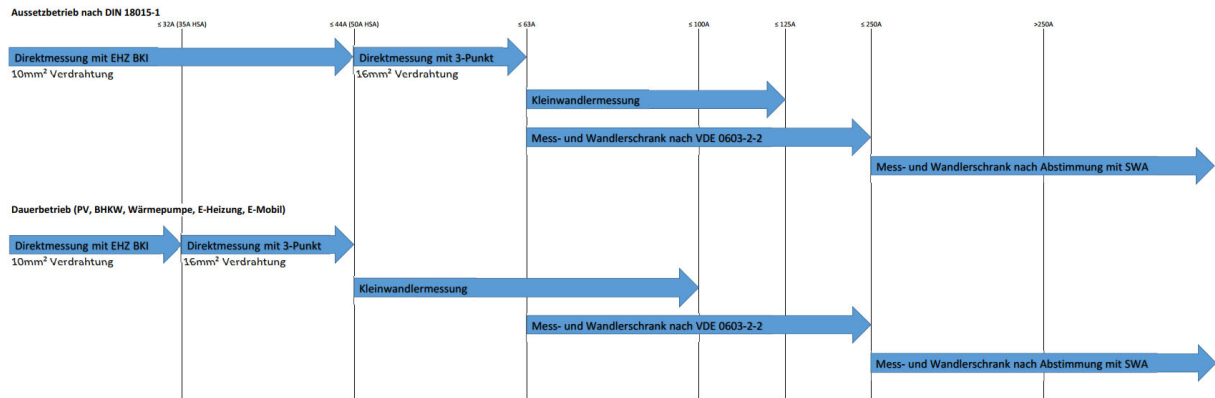 Aussetzbetrieb nach DIN 18015-1
≤ 32A (35A HSA)
≤ 44A (50A HSA)
≤ 63A
≤ 100A
≤ 125A
≤ 250A
>250A
Direktmessung mit EHZ BKI
Direktmessung mit 3-Punkt
10mm² Verdrahtung
16mm² Verdrahtung
Kleinwandlermessung
Mess- und Wandlerschrank nach VDE 0603-2-2
Mess- und Wandlerschrank nach Abstimmung mit SWA
Dauerbetrieb (PV, BHKW, Wärmepumpe, E-Heizung, E-Mobil)
Direktmessung mit EHZ BKI
Direktmessung mit 3-Punkt
10mm² Verdrahtung
16mm² Verdrahtung
Kleinwandlermessung
Mess- und Wandlerschrank nach VDE 0603-2-2
Mess- und Wandlerschrank nach Abstimmung mit SWA